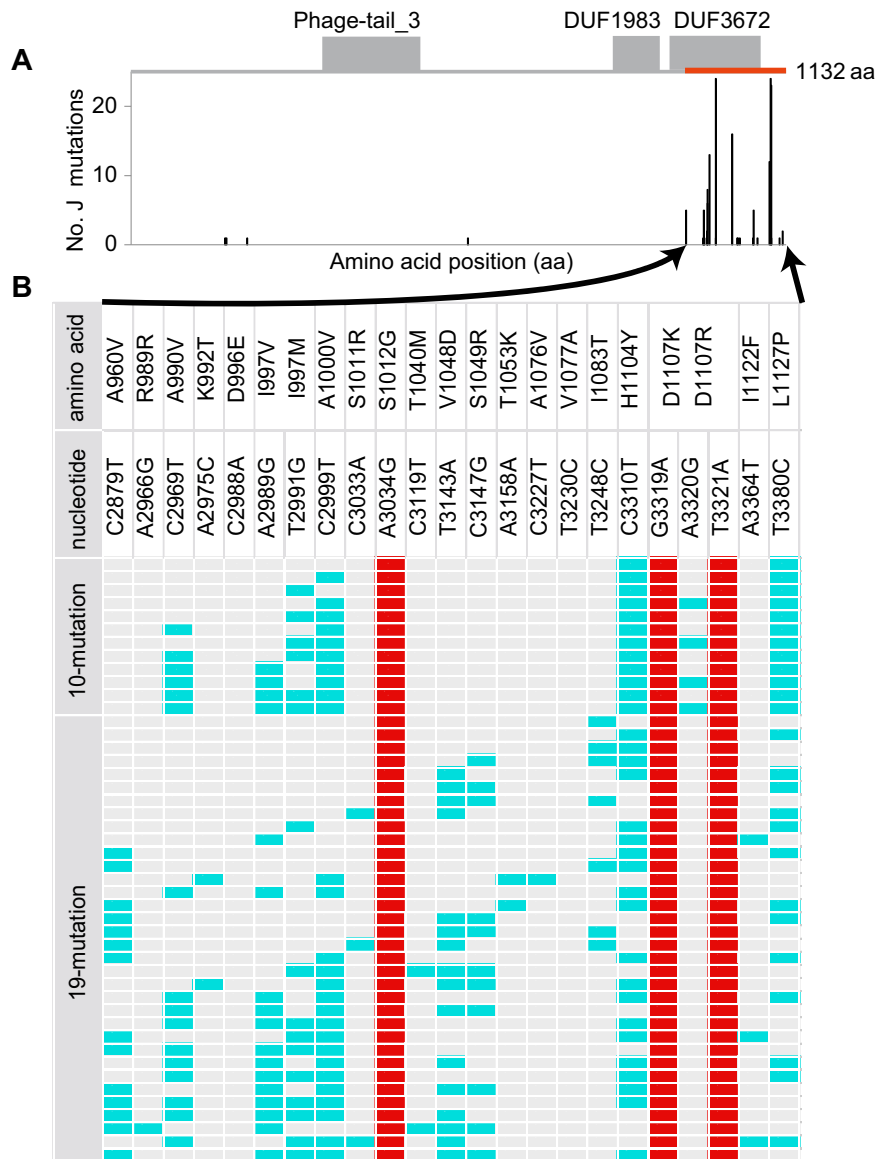 Phage-tail_3 DUF1983 DUF3672
A
1132 aa
No. J mutations
20
10
0
Amino acid position (aa)
B
amino acid
A960V R989R A990V K992T D996E I997V I997M A1000V S1011R S1012G T1040M V1048D S1049R T1053K A1076V V1077A I1083T H1104Y D1107K D1107R I1122F L1127P
nucleotide
C2879T A2966G C2969T A2975C C2988A A2989G T2991G C2999T C3033A A3034G C3119T T3143A C3147G A3158A C3227T T3230C T3248C C3310T G3319A A3320G T3321A A3364T T3380C
10-mutation
19-mutation